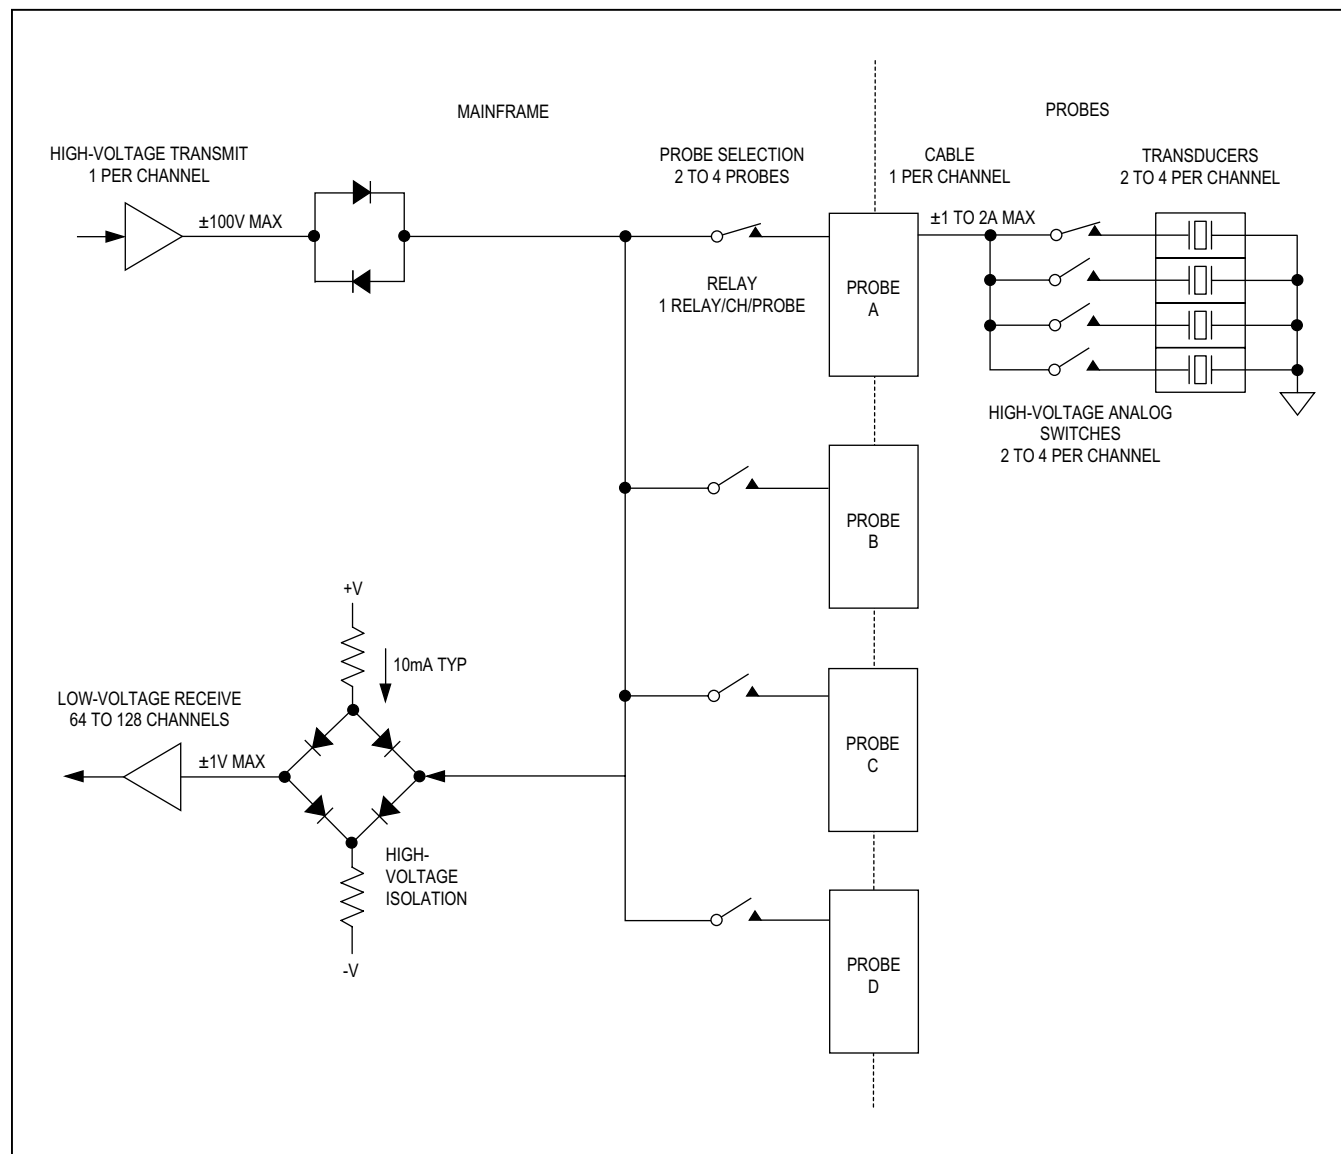 MAINFRAME
PROBES
HIGH-VOLTAGE TRANSMIT
1 PER CHANNEL
±100V MAX
PROBE SELECTION
2 TO 4 PROBES
CABLE
1 PER CHANNEL
TRANSDUCERS
2 TO 4 PER CHANNEL
±1 TO 2A MAX
RELAY
1 RELAY/CH/PROBE
PROBE
A
HIGH-VOLTAGE ANALOG
SWITCHES
2 TO 4 PER CHANNEL
PROBE
B
+V
10mA TYP
LOW-VOLTAGE RECEIVE
64 TO 128 CHANNELS
±1V MAX
PROBE
C
HIGH-
VOLTAGE
ISOLATION
-V
PROBE
D